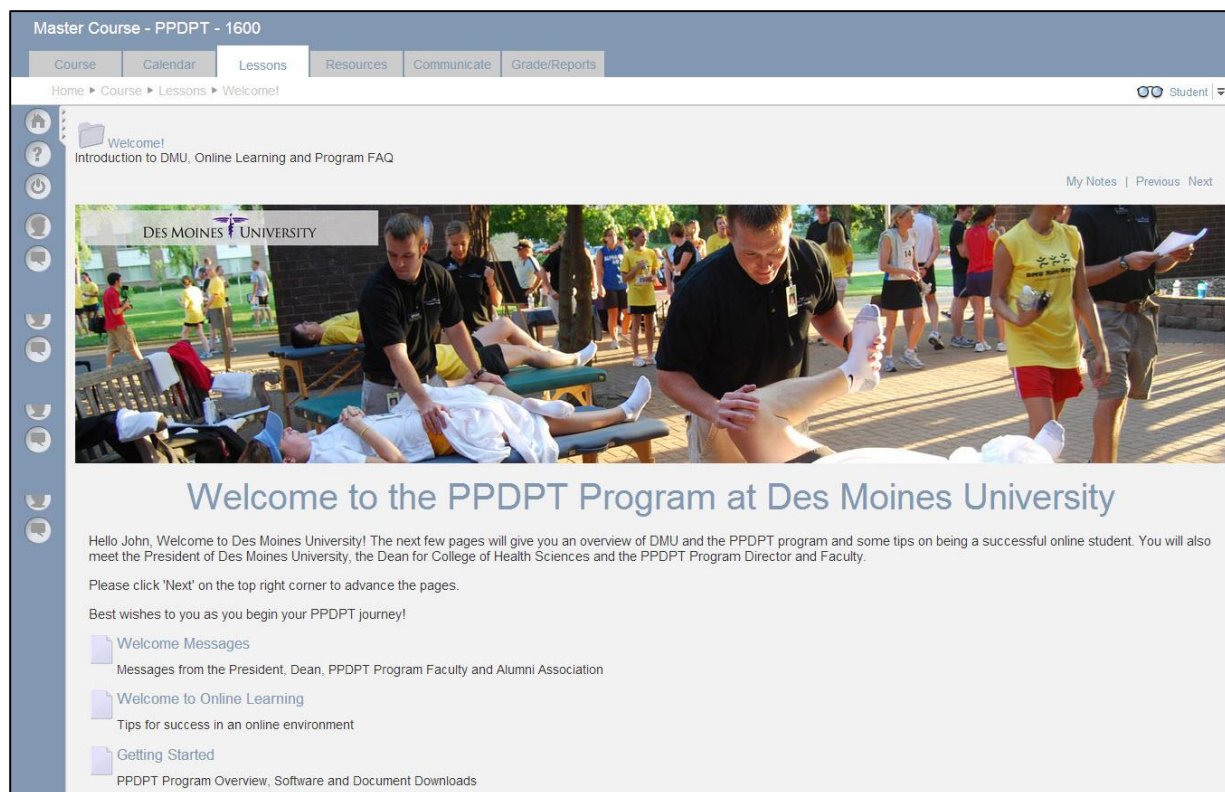 Master Course - PPDPT - 1600
Course Calendar Lessons Resources Communicate Grade/Reports
Home ▸ Course ▸ Lessons ▸ Welcome!
Student
Welcome!
Introduction to DMU, Online Learning and Program FAQ
My Notes | Previous Next
DES MOINES UNIVERSITY
14
Welcome to the PPDPT Program at Des Moines University
Hello John, Welcome to Des Moines University! The next few pages will give you an overview of DMU and the PPDPT program and some tips on being a successful online student. You will also
meet the President of Des Moines University, the Dean for College of Health Sciences and the PPDPT Program Director and Faculty.
Please click 'Next' on the top right corner to advance the pages.
Best wishes to you as you begin your PPDPT journey!
Welcome Messages
Messages from the President, Dean, PPDPT Program Faculty and Alumni Association
Welcome to Online Learning
Tips for success in an online environment
Getting Started
PPDPT Program Overview, Software and Document Downloads